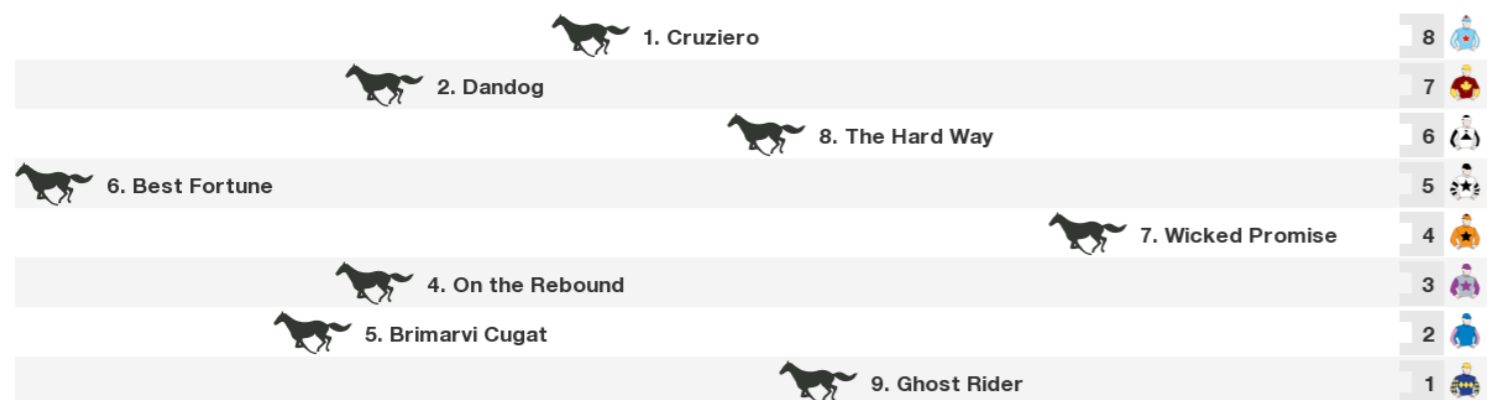 1. Cruziero 8
2. Dandog 7
8. The Hard Way 6
6. Best Fortune 5
7. Wicked Promise 4
4. On the Rebound 3
5. Brimarvi Cugat 2
9. Ghost Rider 1